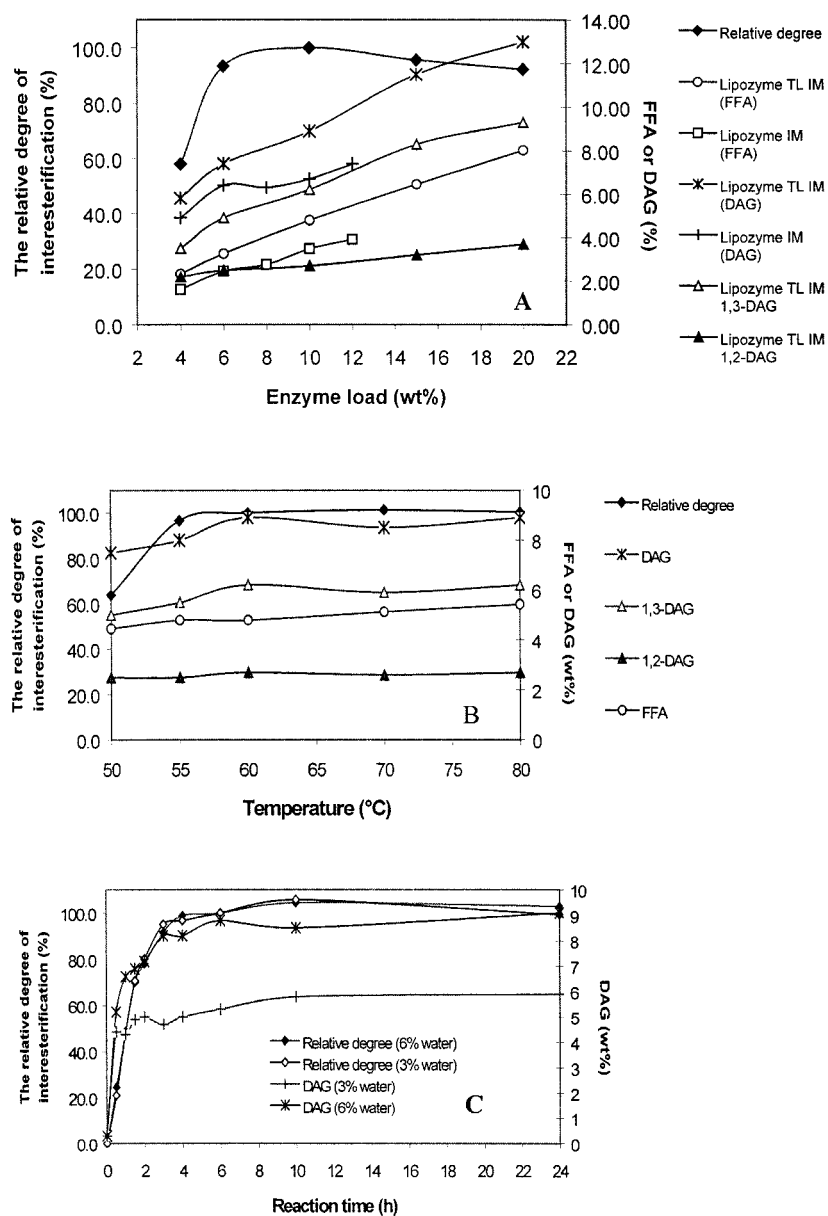 The relative degree of
interesterification (%)
100.0
80.0
60.0
40.0
20.0
0.0
14.00
12.00
10.00
8.00
6.00
4.00
2.00
0.00
FFA or DAG (%)
A
2 4 6 8 10 12 14 16 18 20 22
Enzyme load (wt%)
Relative degree
Lipozyme TL IM
(FFA)
Lipozyme IM
(FFA)
Lipozyme TL IM
(DAG)
Lipozyme IM
(DAG)
Lipozyme TL IM
1,3-DAG
Lipozyme TL IM
1,2-DAG
The relative degree of
interesterification (%)
100.0
80.0
60.0
40.0
20.0
0.0
10
8
6
4
2
0
FFA or DAG (wt%)
B
50 55 60 65 70 75 80
Temperature (°C)
Relative degree
DAG
1,3-DAG
1,2-DAG
FFA
The relative degree of
interesterification (%)
100.0
80.0
60.0
40.0
20.0
0.0
10
9
8
7
6
5
4
3
2
1
0
DAG (wt%)
Relative degree (6% water)
Relative degree (3% water)
DAG (3% water)
DAG (6% water)
C
0 2 4 6 8 10 12 14 16 18 20 22 24
Reaction time (h)